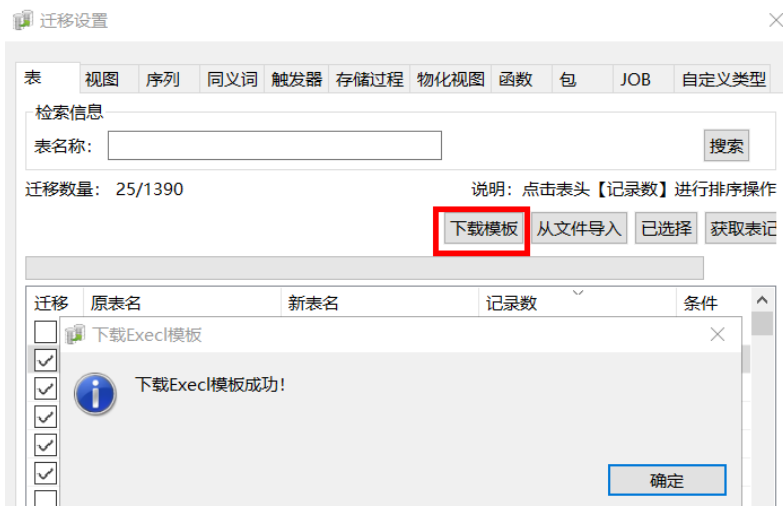 迁移设置
表 视图 序列 同义词 触发器 存储过程 物化视图 函数 包 JOB 自定义类型
检索信息
表名称: 搜索
迁移数量: 25/1390 说明: 点击表头【记录数】进行排序操作
下载模板 从文件导入 已选择 获取表记
迁移 原表名 新表名 记录数 条件
下载Execl模板
下载Execl模板成功!
确定